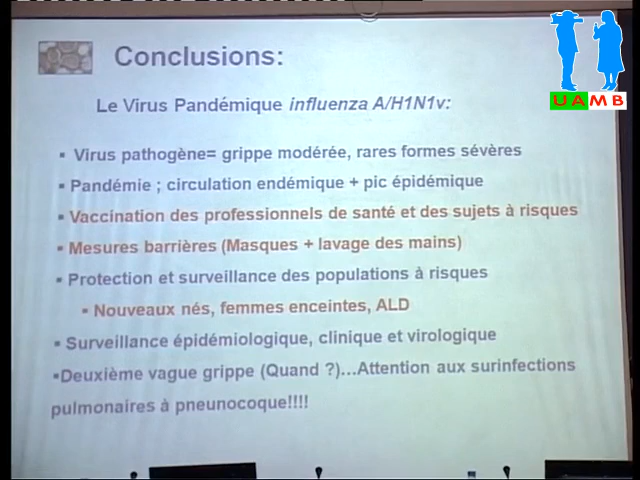 Conclusions:
Le Virus Pandémique influenza A/H1N1v:
▪ Virus pathogène= grippe modérée, rares formes sévères
▪ Pandémie ; circulation endémique + pic épidémique
▪ Vaccination des professionnels de santé et des sujets à risques
▪ Mesures barrières (Masques + lavage des mains)
▪ Protection et surveillance des populations à risques
▪ Nouveaux nés, femmes enceintes, ALD
▪ Surveillance épidémiologique, clinique et virologique
▪Deuxième vague grippe (Quand ?)...Attention aux surinfections
pulmonaires à pneunocoque!!!!
UAMB